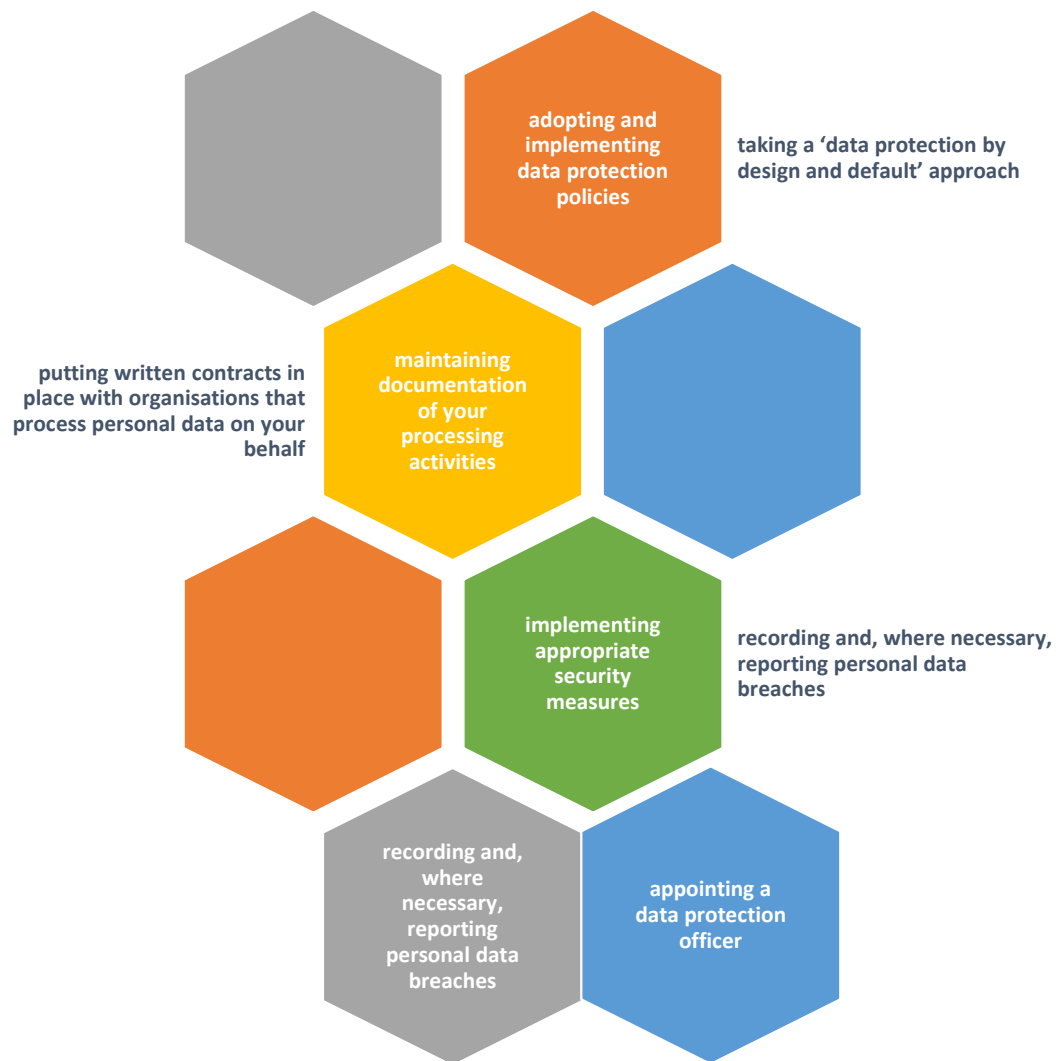 adopting and
implementing
data protection
policies
taking a ‘data protection by
design and default’ approach
putting written contracts in
place with organisations that
process personal data on your
behalf
maintaining
documentation
of your
processing
activities
implementing
appropriate
security
measures
recording and, where necessary,
reporting personal data
breaches
recording and,
where
necessary,
reporting
personal data
breaches
appointing a
data protection
officer